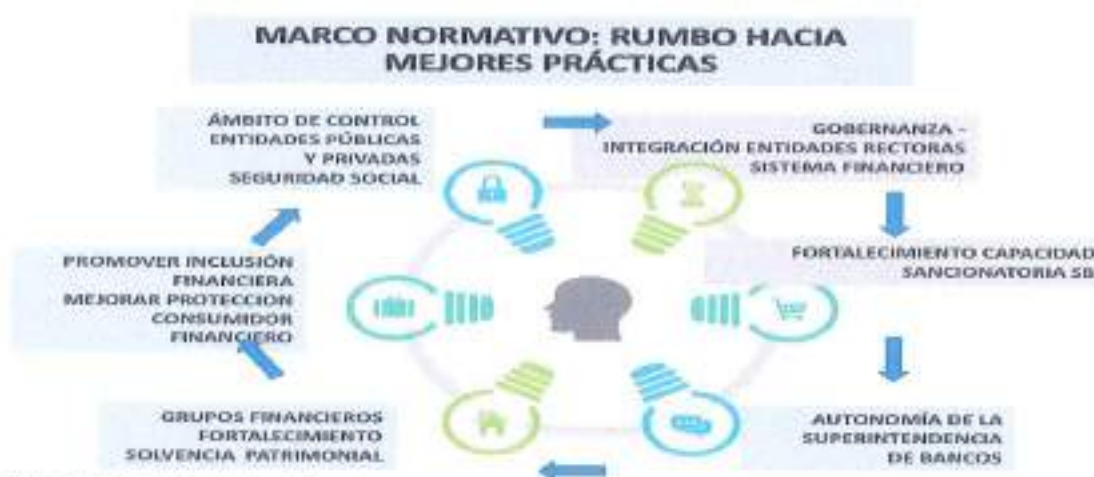 MARCO NORMATIVO: RUMBO HACIA
MEJORES PRÁCTICAS
ÁMBITO DE CONTROL
ENTIDADES PÚBLICAS
Y PRIVADAS
SEGURIDAD SOCIAL
GOBERNANZA -
INTEGRACIÓN ENTIDADES RECTORAS
SISTEMA FINANCIERO
FORTALECIMIENTO CAPACIDAD
SANCIONATORIA SB
AUTONOMÍA DE LA
SUPERINTENDENCIA
DE BANCOS
GRUPOS FINANCIEROS
FORTALECIMIENTO
SOLVENCIA PATRIMONIAL
PROMOVER INCLUSIÓN
FINANCIERA
MEJORAR PROTECCION
CONSUMIDOR
FINANCIERO